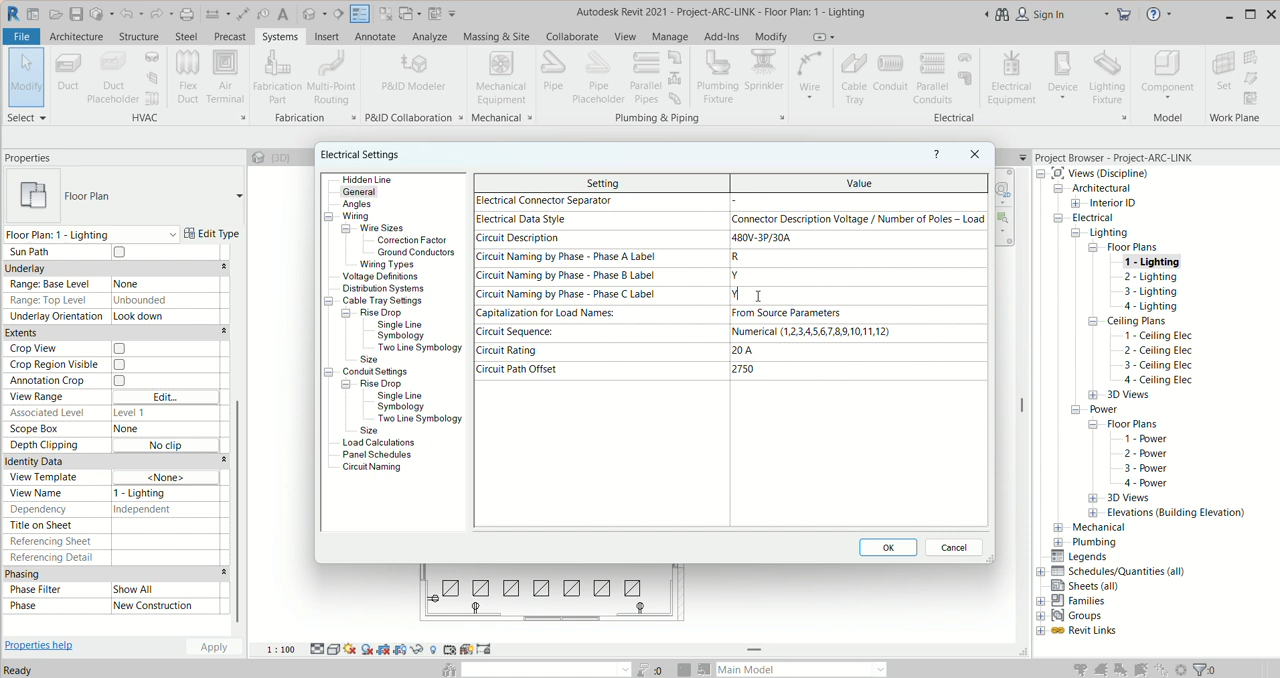 Autodesk Revit 2021 - Project-ARC-LINK - Floor Plan: 1 - Lighting
Sign In
File Architecture Structure Steel Precast Systems Insert Annotate Analyze Massing & Site Collaborate View Manage Add-Ins Modify
Modify
Duct
Duct Placeholder
Flex Duct
Air Terminal
Fabrication Part
Multi-Point Routing
P&ID Modeler
Mechanical Equipment
Pipe
Pipe Placeholder
Parallel Pipes
Plumbing Fixture
Sprinkler
Wire
Cable Tray
Conduit
Parallel Conduits
Electrical Equipment
Device
Lighting Fixture
Component
Set
Select HVAC Fabrication P&ID Collaboration Mechanical Plumbing & Piping Electrical Model Work Plane
Properties
Floor Plan
Floor Plan: 1 - Lighting Edit Type
Sun Path
Underlay
Range: Base Level None
Range: Top Level Unbounded
Underlay Orientation Look down
Extents
Crop View
Crop Region Visible
Annotation Crop
View Range Edit...
Associated Level Level 1
Scope Box None
Depth Clipping No clip
Identity Data
View Template <None>
View Name 1 - Lighting
Dependency Independent
Title on Sheet
Referencing Sheet
Referencing Detail
Phasing
Phase Filter Show All
Phase New Construction
Properties help Apply
{3D}
Electrical Settings
Hidden Line
General
Angles
Wiring
Wire Sizes
Correction Factor
Ground Conductors
Wiring Types
Voltage Definitions
Distribution Systems
Cable Tray Settings
Rise Drop
Single Line
Symbology
Two Line Symbology
Size
Conduit Settings
Rise Drop
Single Line
Symbology
Two Line Symbology
Size
Load Calculations
Panel Schedules
Circuit Naming
Setting Value
Electrical Connector Separator -
Electrical Data Style Connector Description Voltage / Number of Poles – Load
Circuit Description 480V-3P/30A
Circuit Naming by Phase - Phase A Label R
Circuit Naming by Phase - Phase B Label Y
Circuit Naming by Phase - Phase C Label Y
Capitalization for Load Names: From Source Parameters
Circuit Sequence: Numerical (1,2,3,4,5,6,7,8,9,10,11,12)
Circuit Rating 20 A
Circuit Path Offset 2750
OK Cancel
Project Browser - Project-ARC-LINK
Views (Discipline)
Architectural
Interior ID
Electrical
Lighting
Floor Plans
1 - Lighting
2 - Lighting
3 - Lighting
4 - Lighting
Ceiling Plans
1 - Ceiling Elec
2 - Ceiling Elec
3 - Ceiling Elec
4 - Ceiling Elec
3D Views
Power
Floor Plans
1 - Power
2 - Power
3 - Power
4 - Power
3D Views
Elevations (Building Elevation)
Mechanical
Plumbing
Legends
Schedules/Quantities (all)
Sheets (all)
Families
Groups
Revit Links
1 : 100
Ready
:0
Main Model
:0